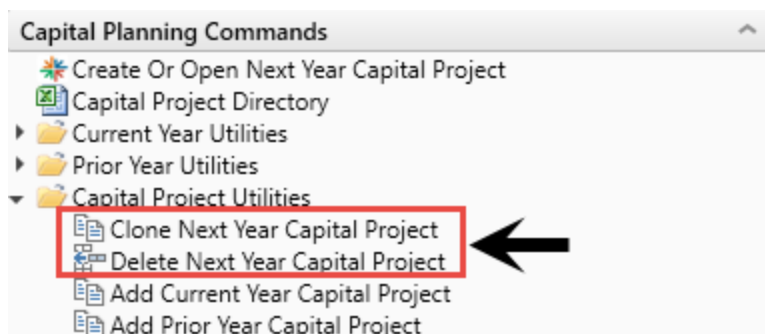 Capital Planning Commands
Create Or Open Next Year Capital Project
Capital Project Directory
Current Year Utilities
Prior Year Utilities
Capital Project Utilities
Clone Next Year Capital Project
Delete Next Year Capital Project
Add Current Year Capital Project
Add Prior Year Capital Project